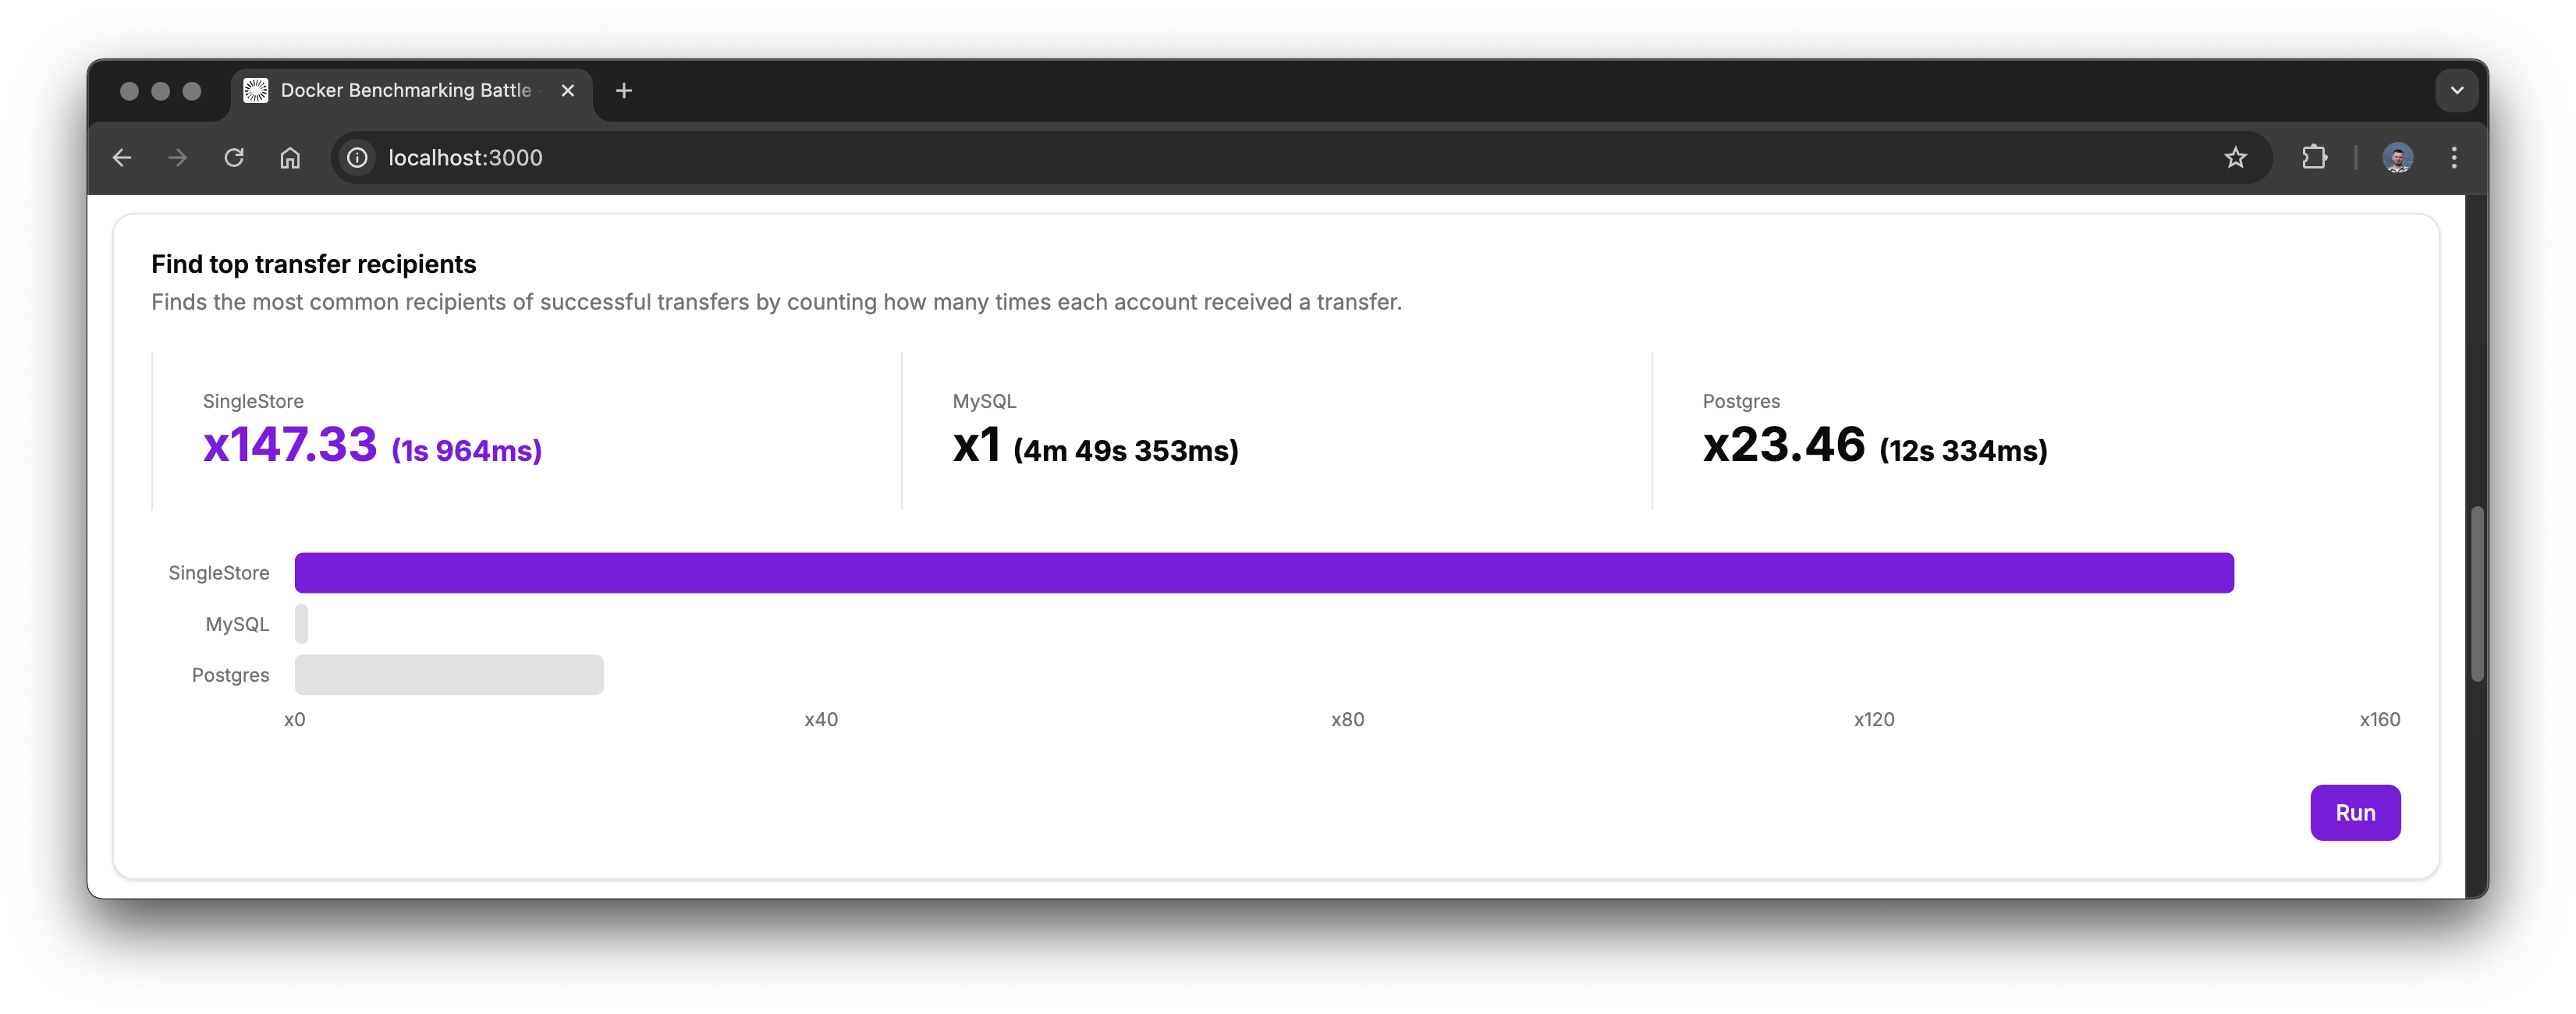 Docker Benchmarking Battle
localhost:3000
Find top transfer recipients
Finds the most common recipients of successful transfers by counting how many times each account received a transfer.
SingleStore
x147.33 (1s 964ms)
MySQL
x1 (4m 49s 353ms)
Postgres
x23.46 (12s 334ms)
SingleStore
MySQL
Postgres
x0 x40 x80 x120 x160
Run